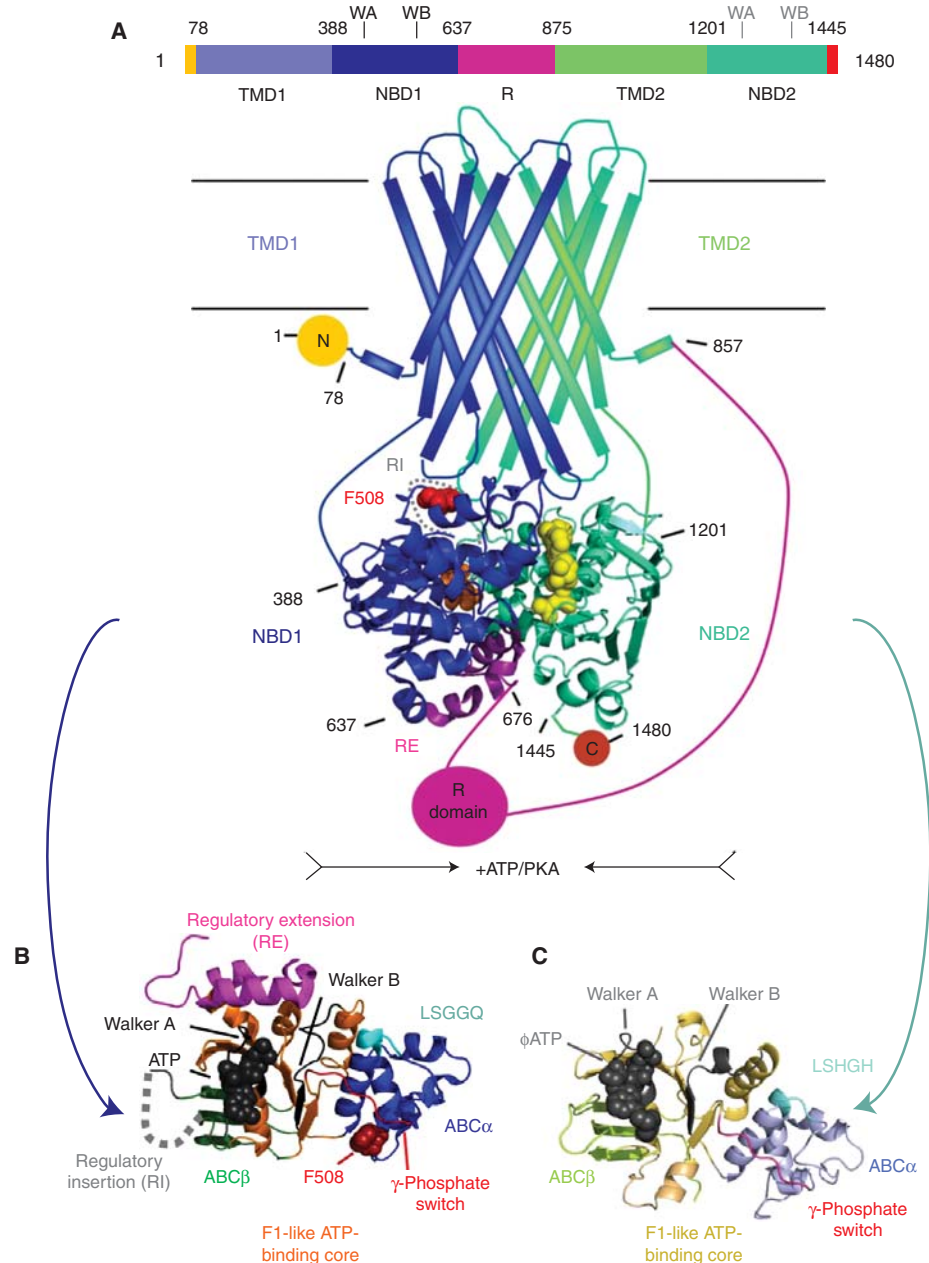 A
WA
WB
WA
WB
78
388
637
875
1201
1445
1
1480
TMD1
NBD1
R
TMD2
NBD2
TMD1
TMD2
1
N
857
78
RI
F508
1201
388
NBD1
NBD2
637
676
1480
1445
RE
C
R
domain
+ATP/PKA
B
Regulatory extension
(RE)
Walker B
Walker A
LSGGQ
ATP
ABCα
Regulatory
insertion (RI)
ABCβ
F508
γ-Phosphate
switch
F1-like ATP-
binding core
C
Walker A
Walker B
ϕATP
LSHGH
ABCβ
ABCα
γ-Phosphate
switch
F1-like ATP-
binding core